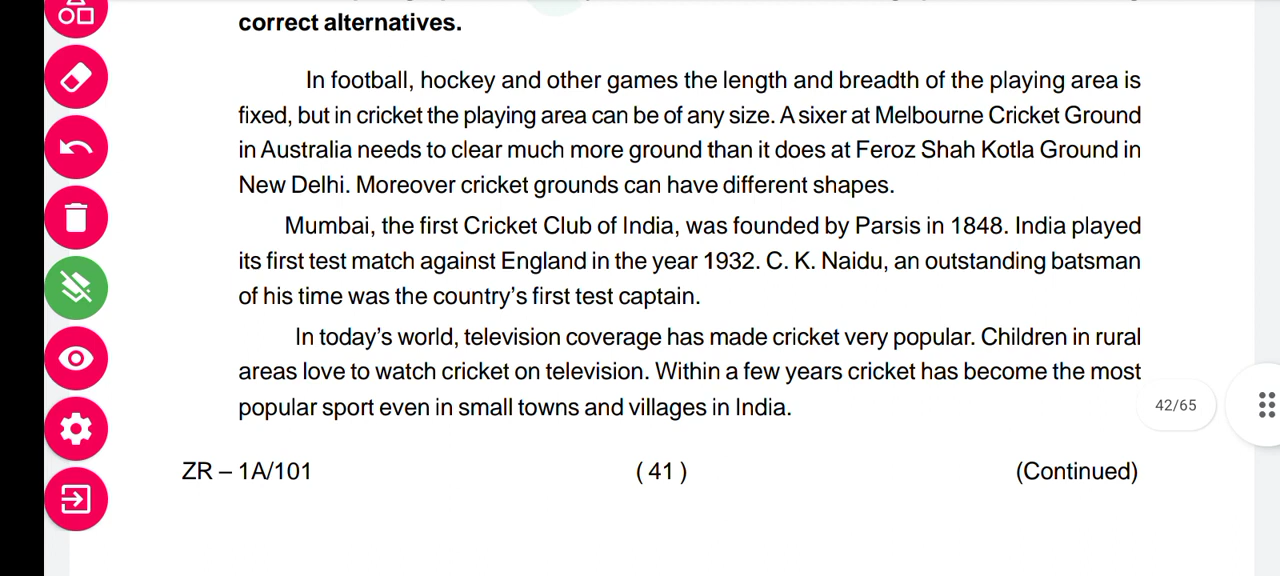 correct alternatives.
In football, hockey and other games the length and breadth of the playing area is
fixed, but in cricket the playing area can be of any size. A sixer at Melbourne Cricket Ground
in Australia needs to clear much more ground than it does at Feroz Shah Kotla Ground in
New Delhi. Moreover cricket grounds can have different shapes.
Mumbai, the first Cricket Club of India, was founded by Parsis in 1848. India played
its first test match against England in the year 1932. C. K. Naidu, an outstanding batsman
of his time was the country's first test captain.
In today's world, television coverage has made cricket very popular. Children in rural
areas love to watch cricket on television. Within a few years cricket has become the most
popular sport even in small towns and villages in India.
42/65
ZR – 1A/101 ( 41 ) (Continued)